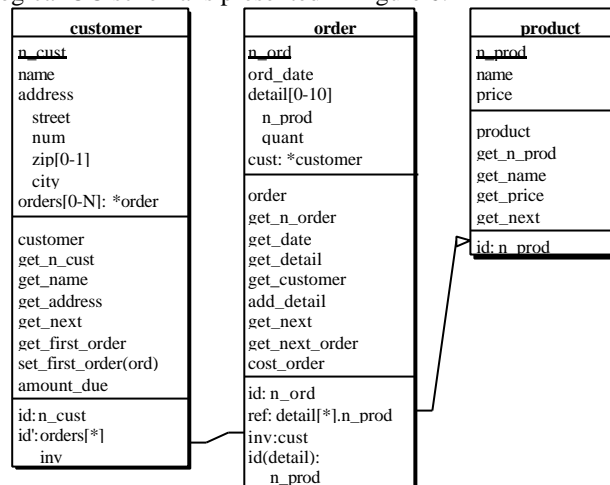 customer
n_cust
name
address
street
num
zip[0-1]
city
orders[0-N]: *order
customer
get_n_cust
get_name
get_address
get_next
get_first_order
set_first_order(ord)
amount_due
id:n_cust
id':orders[*]
inv
order
n_ord
ord_date
detail[0-10]
n_prod
quant
cust: *customer
order
get_n_order
get_date
get_detail
get_customer
add_detail
get_next
get_next_order
cost_order
id: n_ord
ref: detail[*].n_prod
inv:cust
id(detail):
n_prod
product
n_prod
name
price
product
get_n_prod
get_name
get_price
get_next
id: n_prod